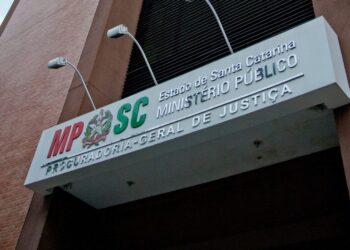 MP SC
Estado de Santa Catarina
MINISTÉRIO PÚBLICO
PROCURADORIA-GERAL DE JUSTIÇA